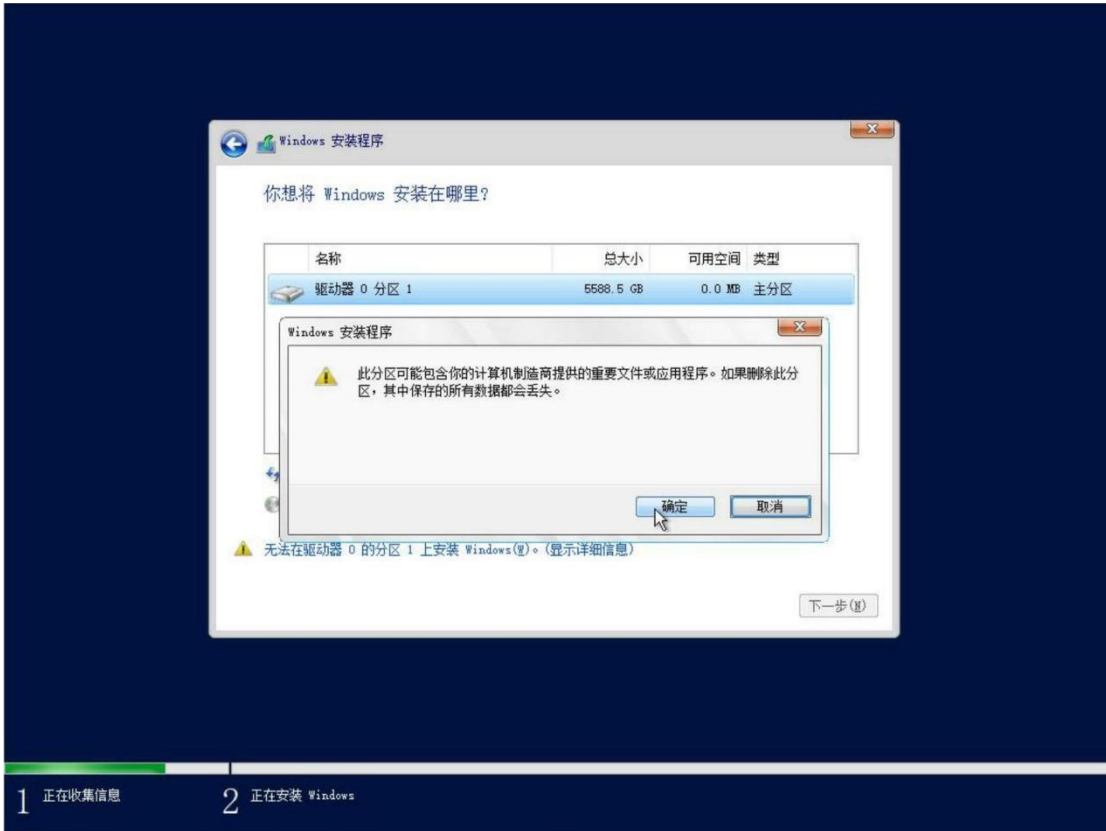 Windows 安装程序
你想将 Windows 安装在哪里?
名称 总大小 可用空间 类型
驱动器 0 分区 1 5588.5 GB 0.0 MB 主分区
Windows 安装程序
此分区可能包含你的计算机制造商提供的重要文件或应用程序。如果删除此分
区，其中保存的所有数据都会丢失。
确定 取消
无法在驱动器 0 的分区 1 上安装 Windows(W)。(显示详细信息)
下一步(N)
1 正在收集信息 2 正在安装 Windows